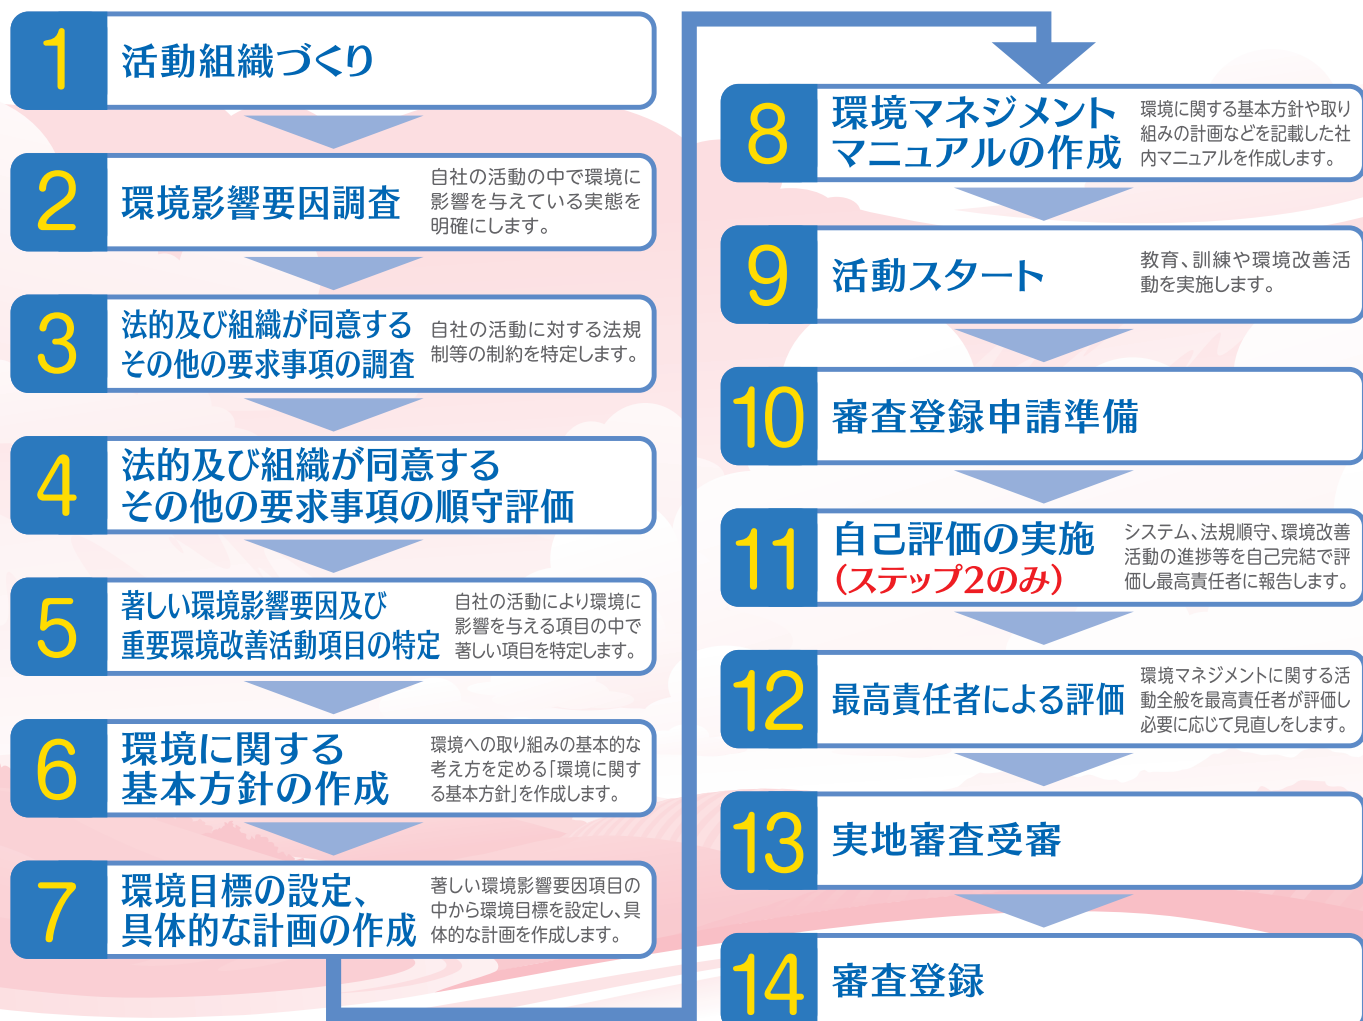 1
活動組織づくり
2
環境影響要因調査
自社の活動の中で環境に
影響を与えている実態を
明確にします。
3
法的及び組織が同意する
その他の要求事項の調査
自社の活動に対する法規
制等の制約を特定します。
4
法的及び組織が同意する
その他の要求事項の順守評価
5
著しい環境影響要因及び
重要環境改善活動項目の特定
自社の活動により環境に
影響を与える項目の中で
著しい項目を特定します。
6
環境に関する
基本方針の作成
環境への取り組みの基本的な
考え方を定める「環境に関す
る基本方針」を作成します。
7
環境目標の設定、
具体的な計画の作成
著しい環境影響要因項目の
中から環境目標を設定し、具
体的な計画を作成します。
8
環境マネジメント
マニュアルの作成
環境に関する基本方針や取り
組みの計画などを記載した社
内マニュアルを作成します。
9
活動スタート
教育、訓練や環境改善活
動を実施します。
10
審査登録申請準備
11
自己評価の実施
(ステップ2のみ)
システム、法規順守、環境改善
活動の進捗等を自己完結で評
価し最高責任者に報告します。
12
最高責任者による評価
環境マネジメントに関する活
動全般を最高責任者が評価し
必要に応じて見直しをします。
13
実地審査受審
14
審査登録